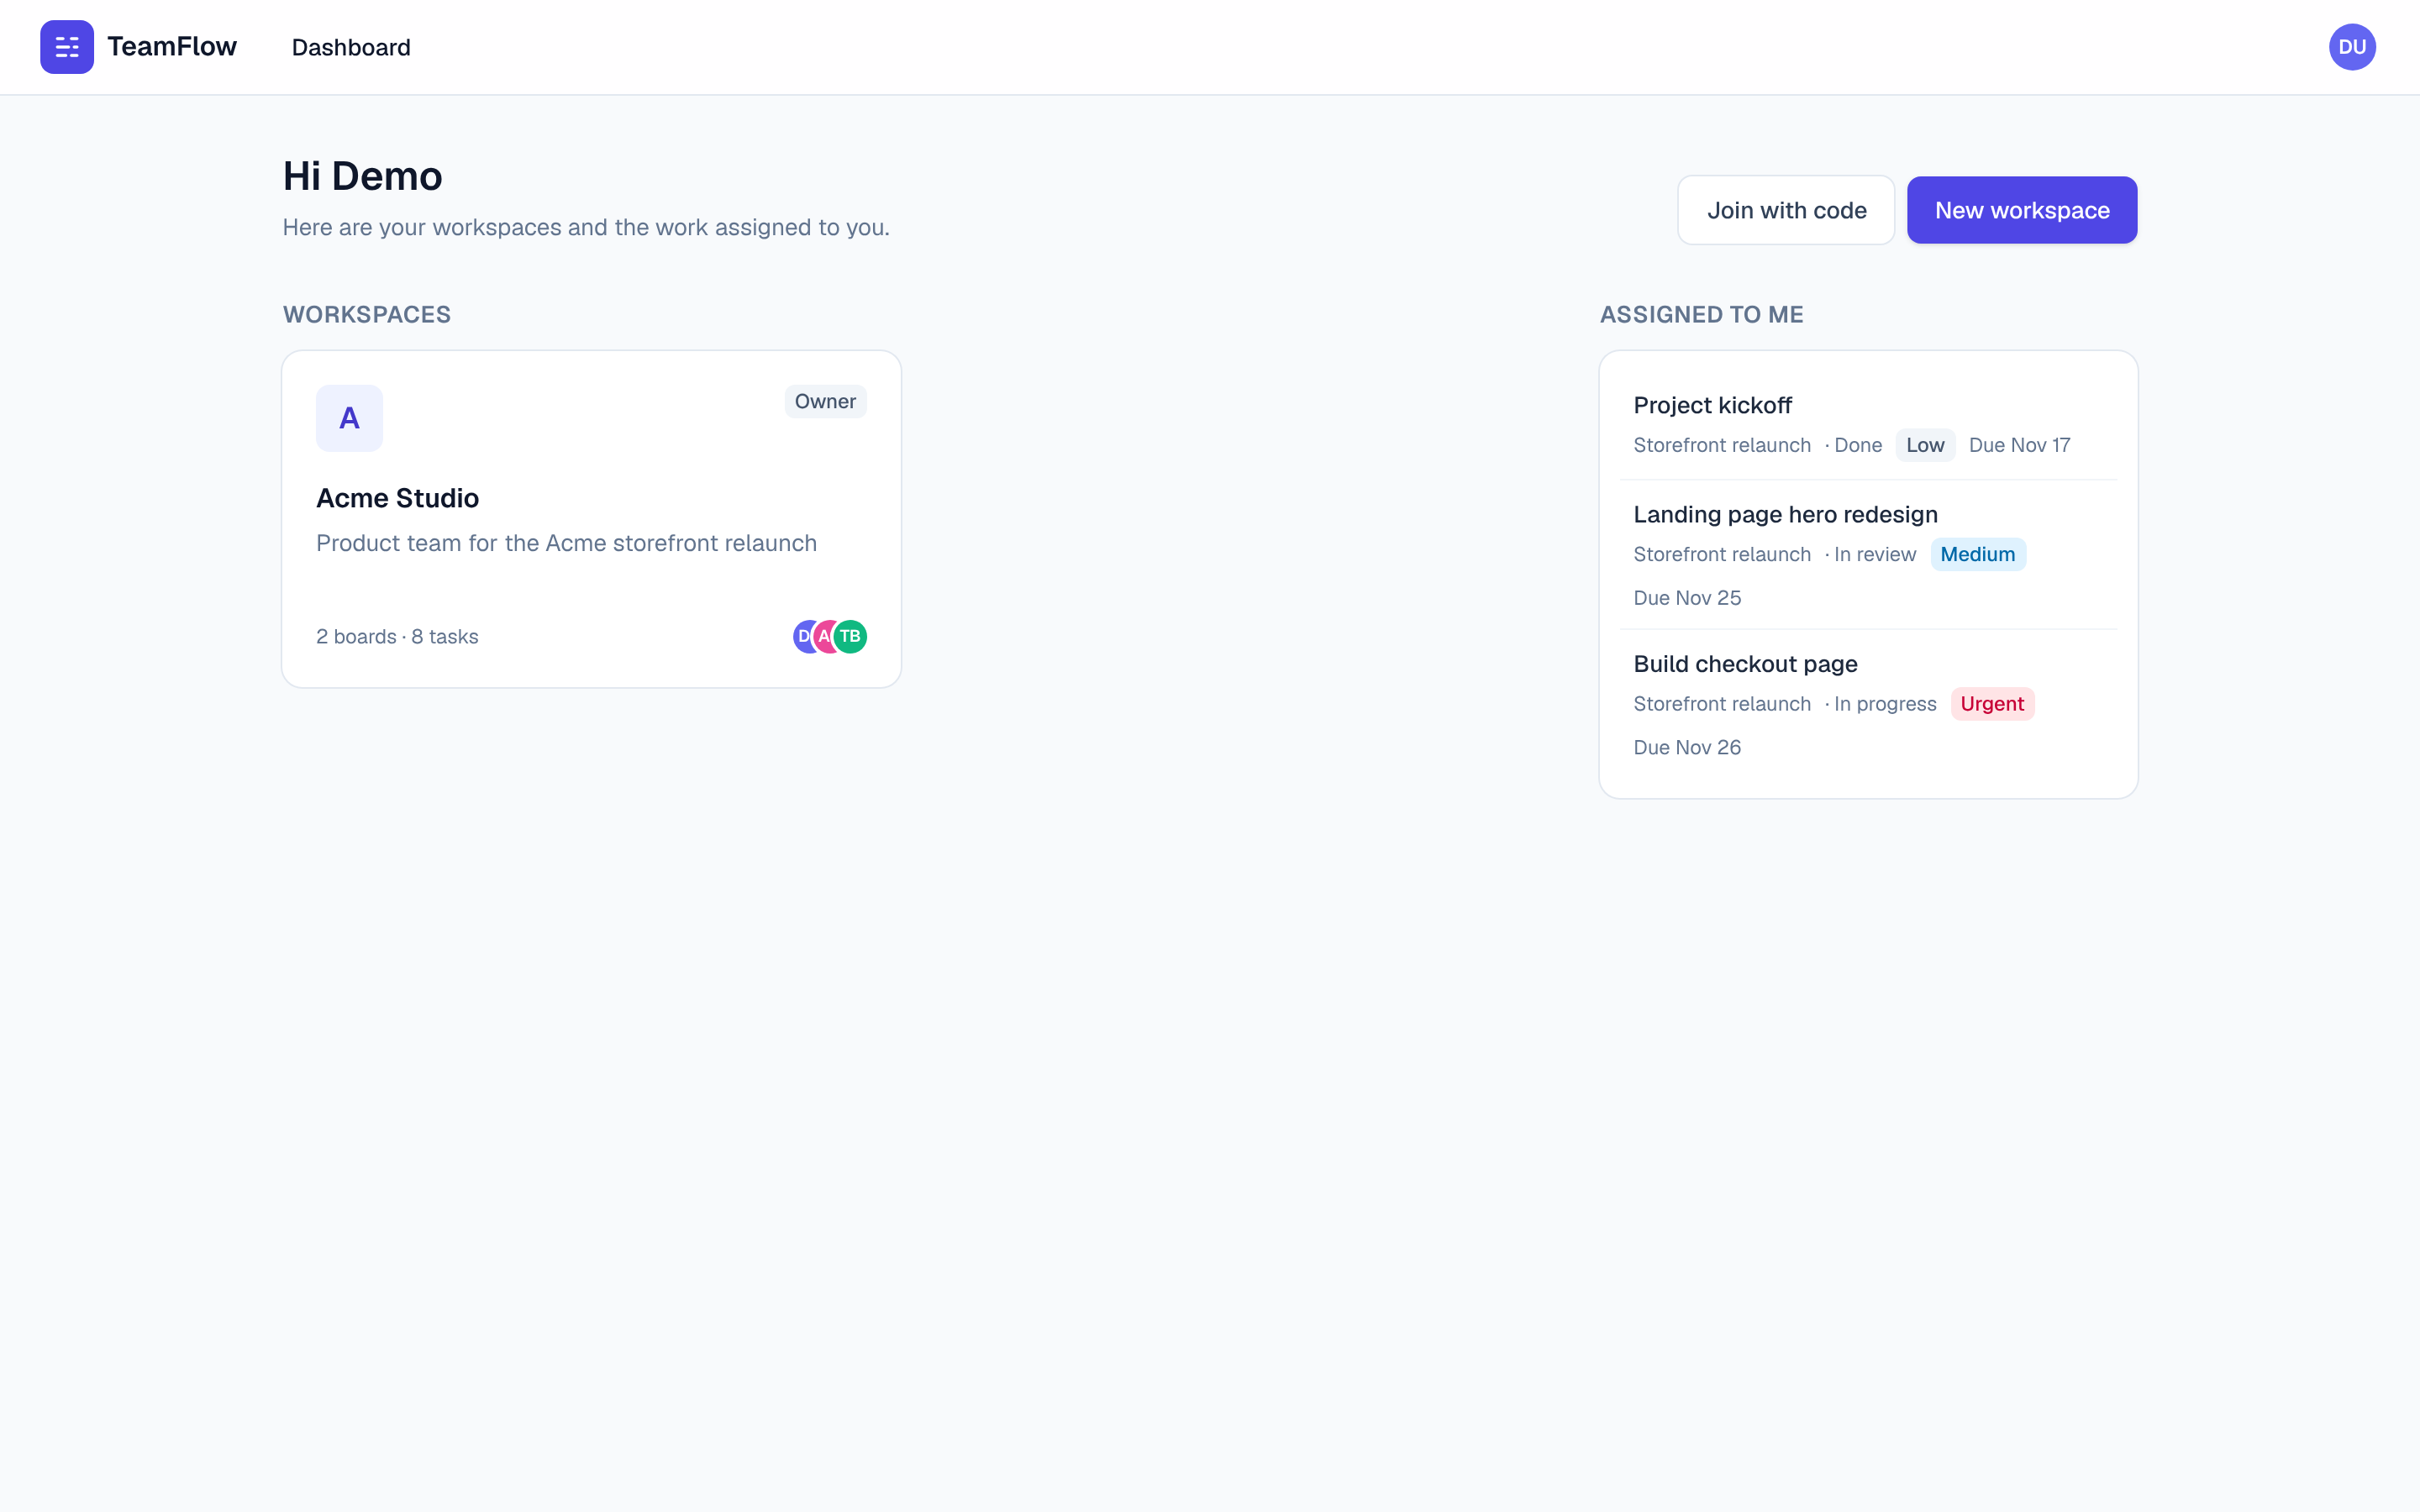 TeamFlow
Dashboard
DU
Hi Demo
Here are your workspaces and the work assigned to you.
Join with code
New workspace
WORKSPACES
A
Owner
Acme Studio
Product team for the Acme storefront relaunch
2 boards · 8 tasks
D
A
TB
ASSIGNED TO ME
Project kickoff
Storefront relaunch · Done Low Due Nov 17
Landing page hero redesign
Storefront relaunch · In review Medium
Due Nov 25
Build checkout page
Storefront relaunch · In progress Urgent
Due Nov 26